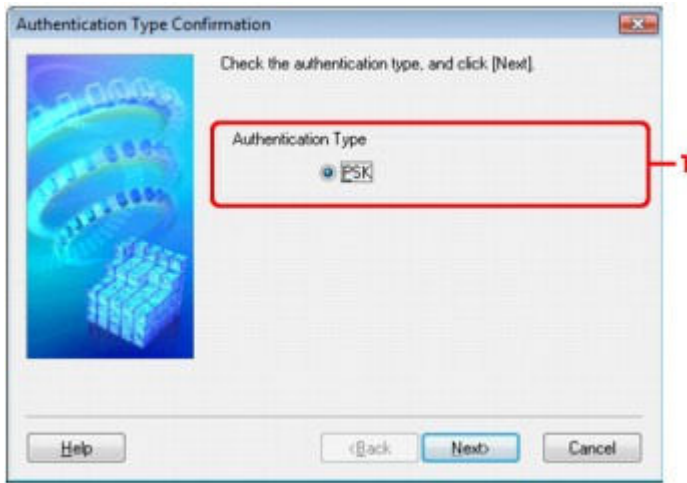 Authentication Type Confirmation
Check the authentication type, and click [Next].
Authentication Type
PSK
1
Help
<Back
Next>
Cancel